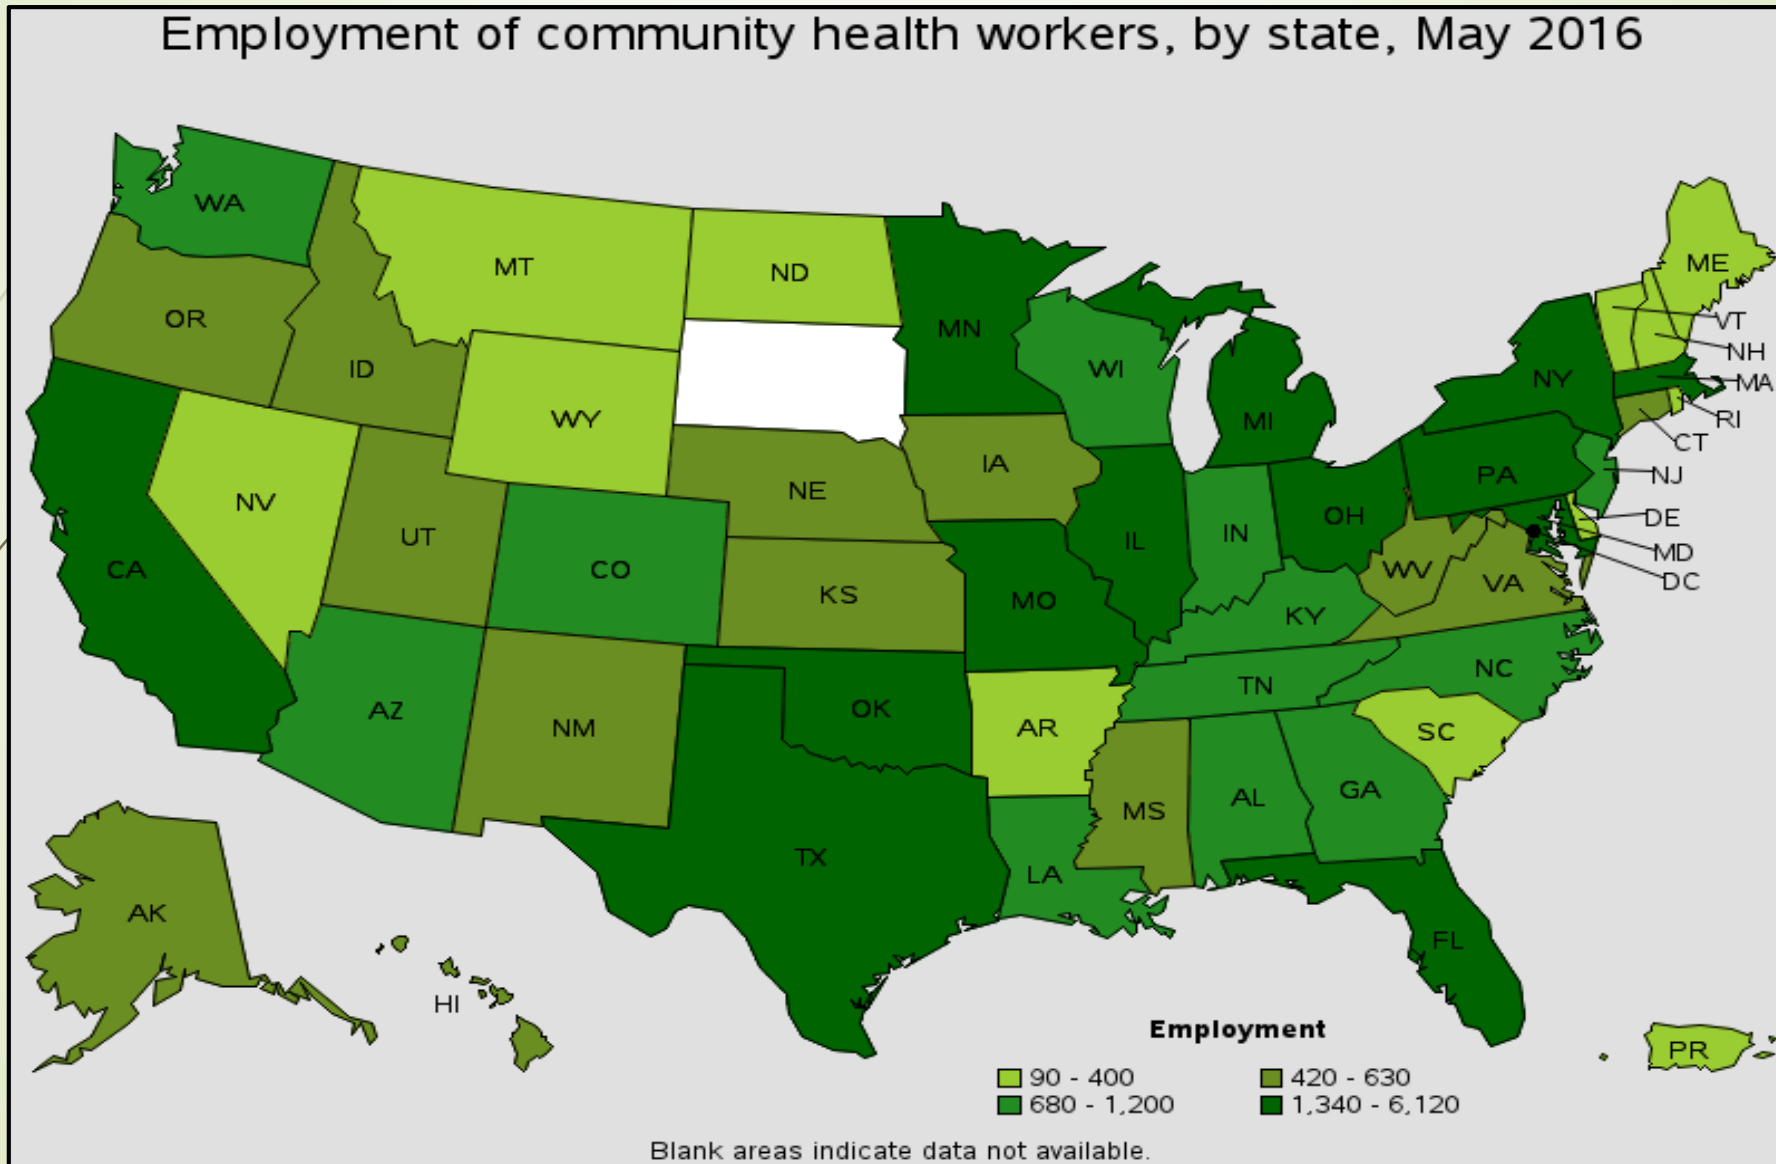 Employment of community health workers, by state, May 2016
WA
MT
ND
MN
ME
OR
ID
WI
VT
NH
WY
NY
MA
MI
RI
CT
NV
IA
NE
PA
NJ
UT
CO
KS
IL
IN
OH
DE
MD
DC
CA
MO
WV
VA
KY
AZ
NM
OK
AR
TN
NC
SC
MS
AL
GA
TX
LA
AK
HI
FL
PR
Employment
90 - 400 420 - 630
680 - 1,200 1,340 - 6,120
Blank areas indicate data not available.